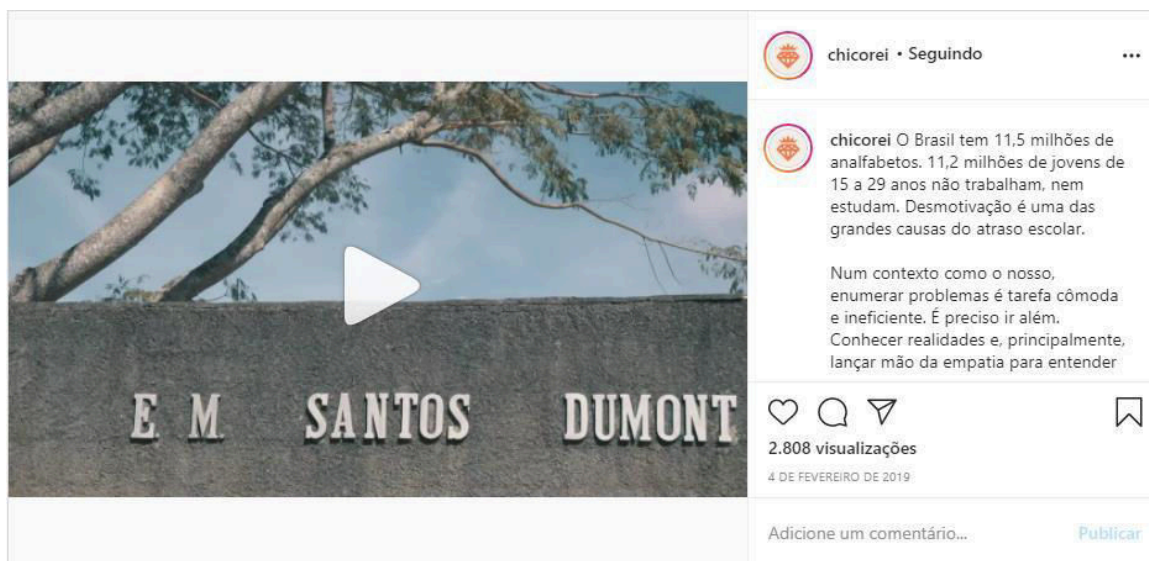 chicorei • Seguindo
chicorei O Brasil tem 11,5 milhões de
analfabetos. 11,2 milhões de jovens de
15 a 29 anos não trabalham, nem
estudam. Desmotivação é uma das
grandes causas do atraso escolar.
Num contexto como o nosso,
enumerar problemas é tarefa cômoda
e ineficiente. É preciso ir além.
Conhecer realidades e, principalmente,
lançar mão da empatia para entender
E M SANTOS DUMONT
2.808 visualizações
4 DE FEVEREIRO DE 2019
Adicione um comentário...
Publicar